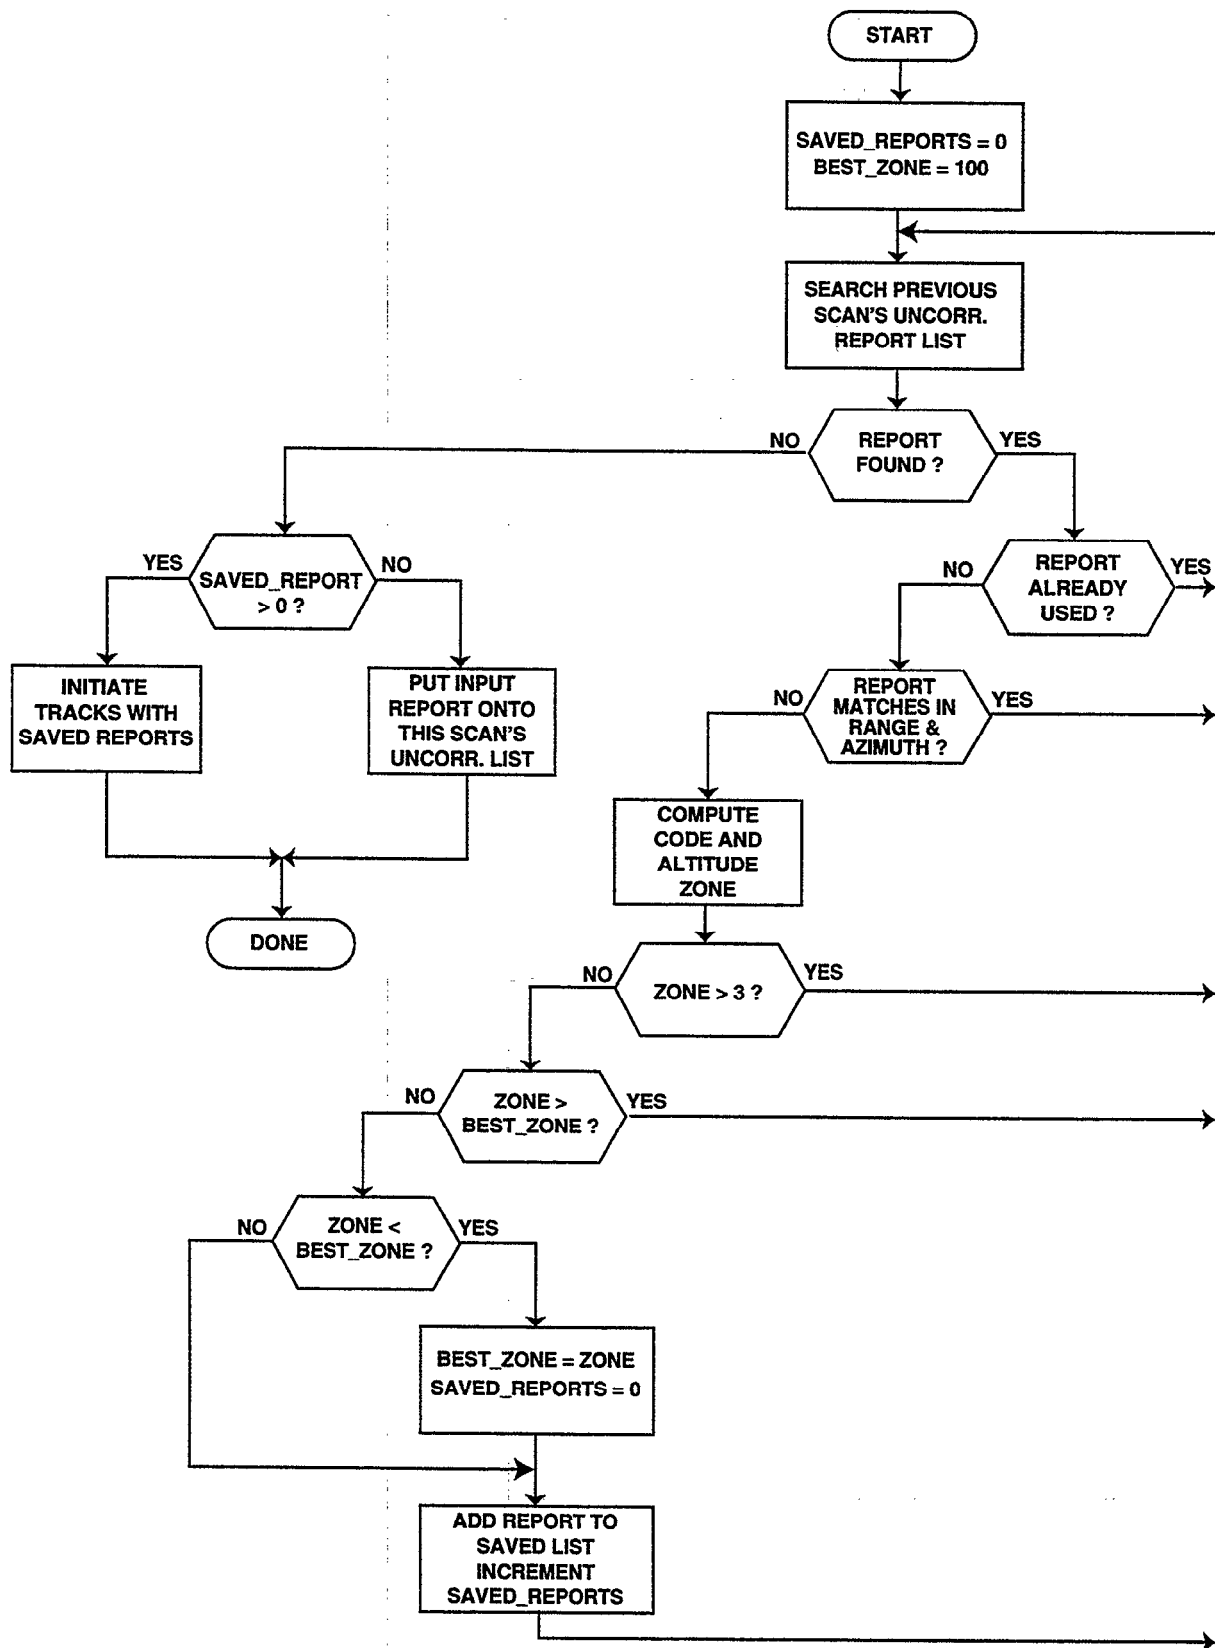 START
SAVED_REPORTS = 0
BEST_ZONE = 100
SEARCH PREVIOUS
SCAN'S UNCORR.
REPORT LIST
NO
REPORT
FOUND ?
YES
YES
SAVED_REPORT
> 0 ?
NO
NO
REPORT
ALREADY
USED ?
YES
INITIATE
TRACKS WITH
SAVED REPORTS
PUT INPUT
REPORT ONTO
THIS SCAN'S
UNCORR. LIST
NO
REPORT
MATCHES IN
RANGE &
AZIMUTH ?
YES
COMPUTE
CODE AND
ALTITUDE
ZONE
DONE
NO
ZONE > 3 ?
YES
NO
ZONE >
BEST_ZONE ?
YES
NO
ZONE <
BEST_ZONE ?
YES
BEST_ZONE = ZONE
SAVED_REPORTS = 0
ADD REPORT TO
SAVED LIST
INCREMENT
SAVED_REPORTS